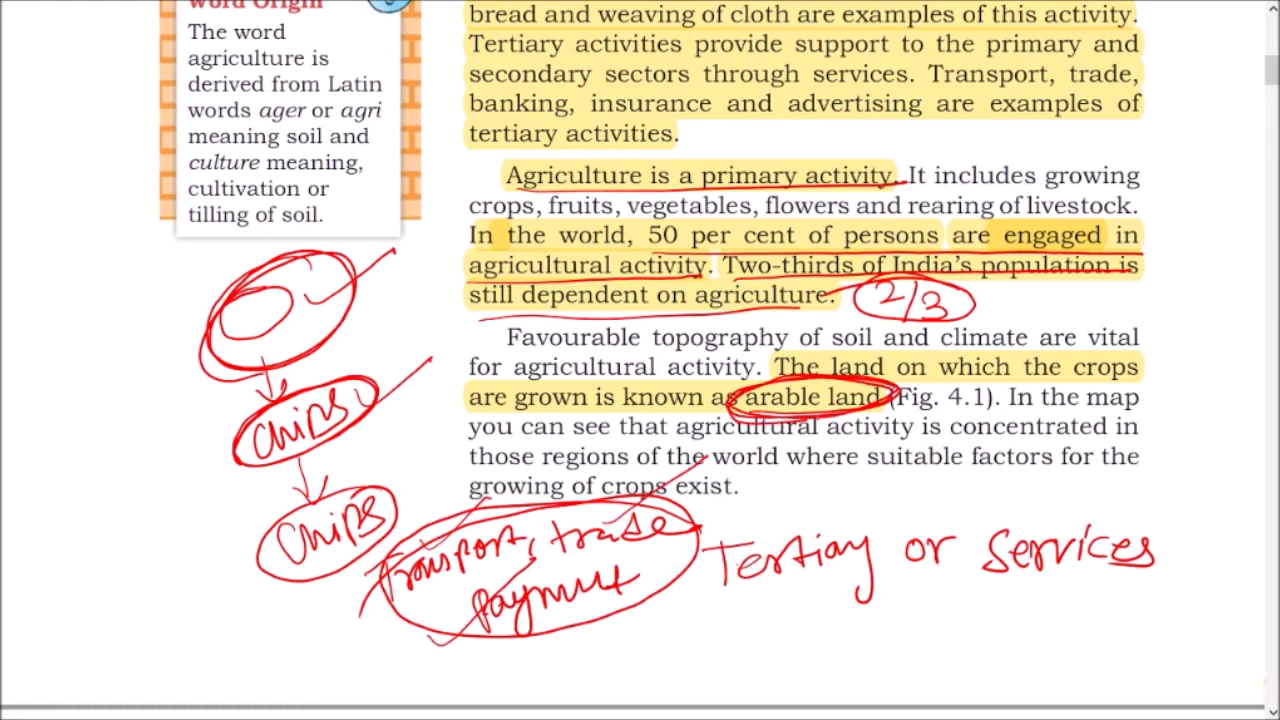 Word Origin
The word
agriculture is
derived from Latin
words ager or agri
meaning soil and
culture meaning,
cultivation or
tilling of soil.
bread and weaving of cloth are examples of this activity.
Tertiary activities provide support to the primary and
secondary sectors through services. Transport, trade,
banking, insurance and advertising are examples of
tertiary activities.
Agriculture is a primary activity. It includes growing
crops, fruits, vegetables, flowers and rearing of livestock.
In the world, 50 per cent of persons are engaged in
agricultural activity. Two-thirds of India's population is
still dependent on agriculture.
2/3
Favourable topography of soil and climate are vital
for agricultural activity. The land on which the crops
are grown is known as arable land (Fig. 4.1). In the map
you can see that agricultural activity is concentrated in
those regions of the world where suitable factors for the
growing of crops exist.
chips
chips
Transport, trade
Tertiay or services